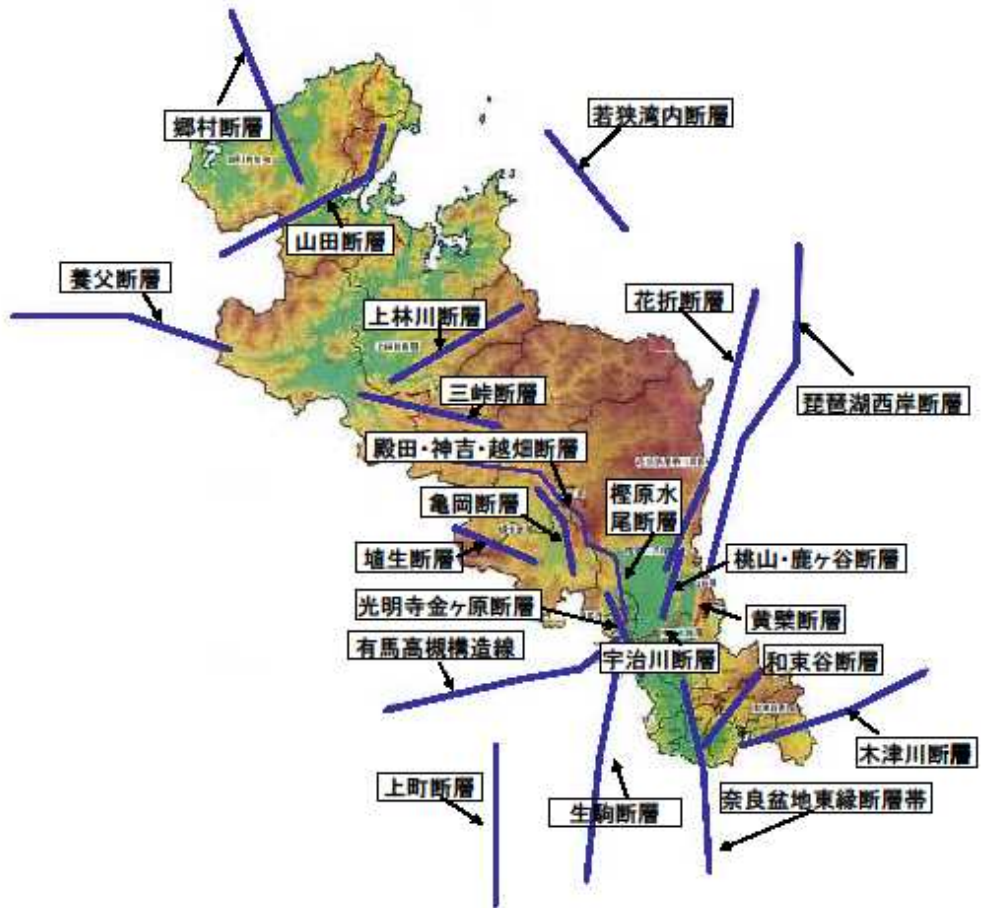 郷村断層
若狭湾内断層
山田断層
養父断層
花折断層
上林川断層
琵琶湖西岸断層
三峠断層
殿田・神吉・越畑断層
樫原水
尾断層
亀岡断層
埴生断層
桃山・鹿ヶ谷断層
光明寺金ヶ原断層
黄檗断層
有馬高槻構造線
宇治川断層
和束谷断層
木津川断層
上町断層
生駒断層
奈良盆地東縁断層帯